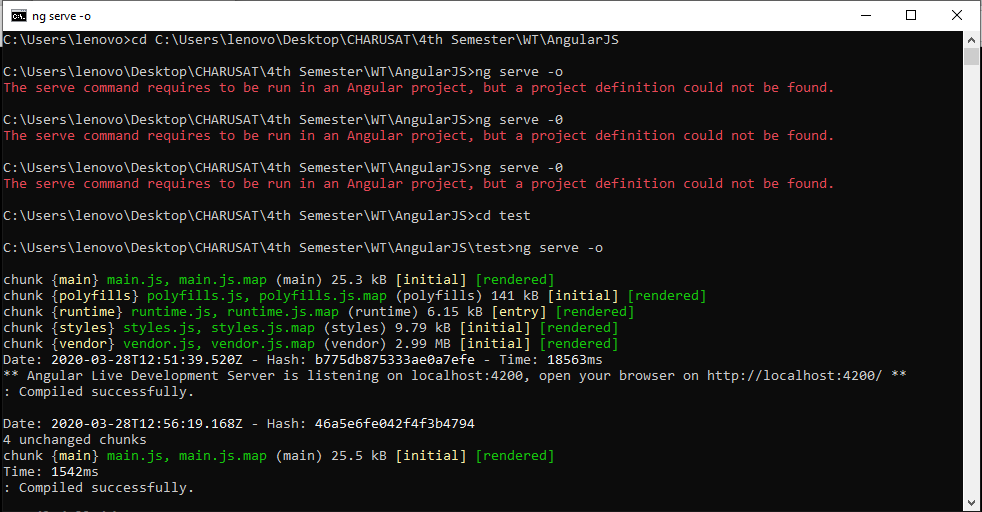 ng serve -o
C:\Users\lenovo>cd C:\Users\lenovo\Desktop\CHARUSAT\4th Semester\WT\AngularJS
C:\Users\lenovo\Desktop\CHARUSAT\4th Semester\WT\AngularJS>ng serve -o
The serve command requires to be run in an Angular project, but a project definition could not be found.
C:\Users\lenovo\Desktop\CHARUSAT\4th Semester\WT\AngularJS>ng serve -0
The serve command requires to be run in an Angular project, but a project definition could not be found.
C:\Users\lenovo\Desktop\CHARUSAT\4th Semester\WT\AngularJS>ng serve -0
The serve command requires to be run in an Angular project, but a project definition could not be found.
C:\Users\lenovo\Desktop\CHARUSAT\4th Semester\WT\AngularJS>cd test
C:\Users\lenovo\Desktop\CHARUSAT\4th Semester\WT\AngularJS\test>ng serve -o
chunk {main} main.js, main.js.map (main) 25.3 kB [initial] [rendered]
chunk {polyfills} polyfills.js, polyfills.js.map (polyfills) 141 kB [initial] [rendered]
chunk {runtime} runtime.js, runtime.js.map (runtime) 6.15 kB [entry] [rendered]
chunk {styles} styles.js, styles.js.map (styles) 9.79 kB [initial] [rendered]
chunk {vendor} vendor.js, vendor.js.map (vendor) 2.99 MB [initial] [rendered]
Date: 2020-03-28T12:51:39.520Z - Hash: b775db875333ae0a7efe - Time: 18563ms
** Angular Live Development Server is listening on localhost:4200, open your browser on http://localhost:4200/ **
: Compiled successfully.
Date: 2020-03-28T12:56:19.168Z - Hash: 46a5e6fe042f4f3b4794
4 unchanged chunks
chunk {main} main.js, main.js.map (main) 25.5 kB [initial] [rendered]
Time: 1542ms
: Compiled successfully.